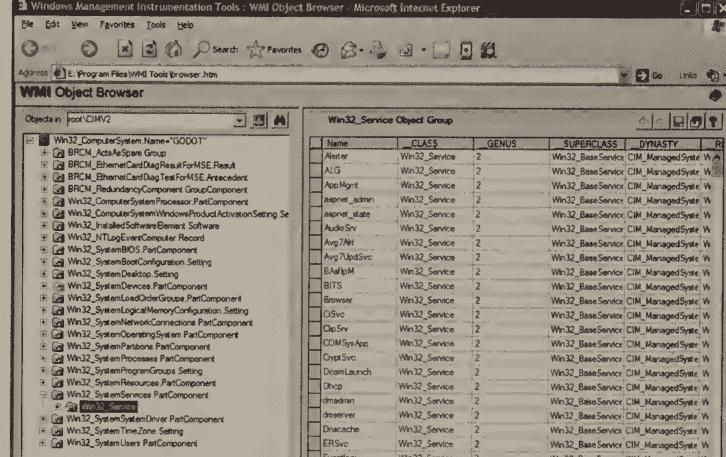 Windows Management Instrumentation Tools : WMI Object Browser - Microsoft Internet Explorer
File Edit View Favorites Tools Help
Search Favorites
Address E:\Program Files\WMI Tools\browser.htm Go Links
WMI Object Browser
Objects in root\CIMV2
Win32_ComputerSystem.Name="GODOT"
BRCM_ActsAsSpare Group
BRCM_EthernetCardDiagResultForMSE.Result
BRCM_EthernetCardDiagTestForMSE.Antecedent
BRCM_RedundancyComponent GroupComponent
Win32_ComputerSystemProcessor.PartComponent
Win32_ComputerSystemWindowsProductActivationSetting Se
Win32_InstalledSoftwareElement Software
Win32_NTLogEventComputer Record
Win32_SystemBIOS.PartComponent
Win32_SystemBootConfiguration.Setting
Win32_SystemDesktop.Setting
Win32_SystemDevices.PartComponent
Win32_SystemLoadOrderGroups.PartComponent
Win32_SystemLogicalMemoryConfiguration.Setting
Win32_SystemNetworkConnections PartComponent
Win32_SystemOperatingSystem PartComponent
Win32_SystemPartitions PartComponent
Win32_SystemProcesses PartComponent
Win32_SystemProgramGroups Setting
Win32_SystemResources.PartComponent
Win32_SystemServices PartComponent
Win32_Service
Win32_SystemSystemDriver PartComponent
Win32_SystemTimeZone Setting
Win32_SystemUsers PartComponent
Win32_Service Object Group
Name __CLASS __GENUS __SUPERCLASS __DYNASTY __R
Alerter Win32_Service 2 Win32_BaseService CIM_ManagedSyste W
ALG Win32_Service 2 Win32_BaseService CIM_ManagedSyste W
AppMgmt Win32_Service 2 Win32_BaseService CIM_ManagedSyste W
aspnet_admin Win32_Service 2 Win32_BaseService CIM_ManagedSyste W
aspnet_state Win32_Service 2 Win32_BaseService CIM_ManagedSyste W
AudioSrv Win32_Service 2 Win32_BaseService CIM_ManagedSyste W
Avg7Alrt Win32_Service 2 Win32_BaseService CIM_ManagedSyste W
Avg7UpdSvc Win32_Service 2 Win32_BaseService CIM_ManagedSyste W
BAsfIpM Win32_Service 2 Win32_BaseService CIM_ManagedSyste W
BITS Win32_Service 2 Win32_BaseService CIM_ManagedSyste W
Browser Win32_Service 2 Win32_BaseService CIM_ManagedSyste W
CiSvc Win32_Service 2 Win32_BaseService CIM_ManagedSyste W
ClipSrv Win32_Service 2 Win32_BaseService CIM_ManagedSyste W
COMSysApp Win32_Service 2 Win32_BaseService CIM_ManagedSyste W
CryptSvc Win32_Service 2 Win32_BaseService CIM_ManagedSyste W
DcomLaunch Win32_Service 2 Win32_BaseService CIM_ManagedSyste W
Dhcp Win32_Service 2 Win32_BaseService CIM_ManagedSyste W
dmadmin Win32_Service 2 Win32_BaseService CIM_ManagedSyste W
dmserver Win32_Service 2 Win32_BaseService CIM_ManagedSyste W
Dnscache Win32_Service 2 Win32_BaseService CIM_ManagedSyste W
ERSvc Win32_Service 2 Win32_BaseService CIM_ManagedSyste W